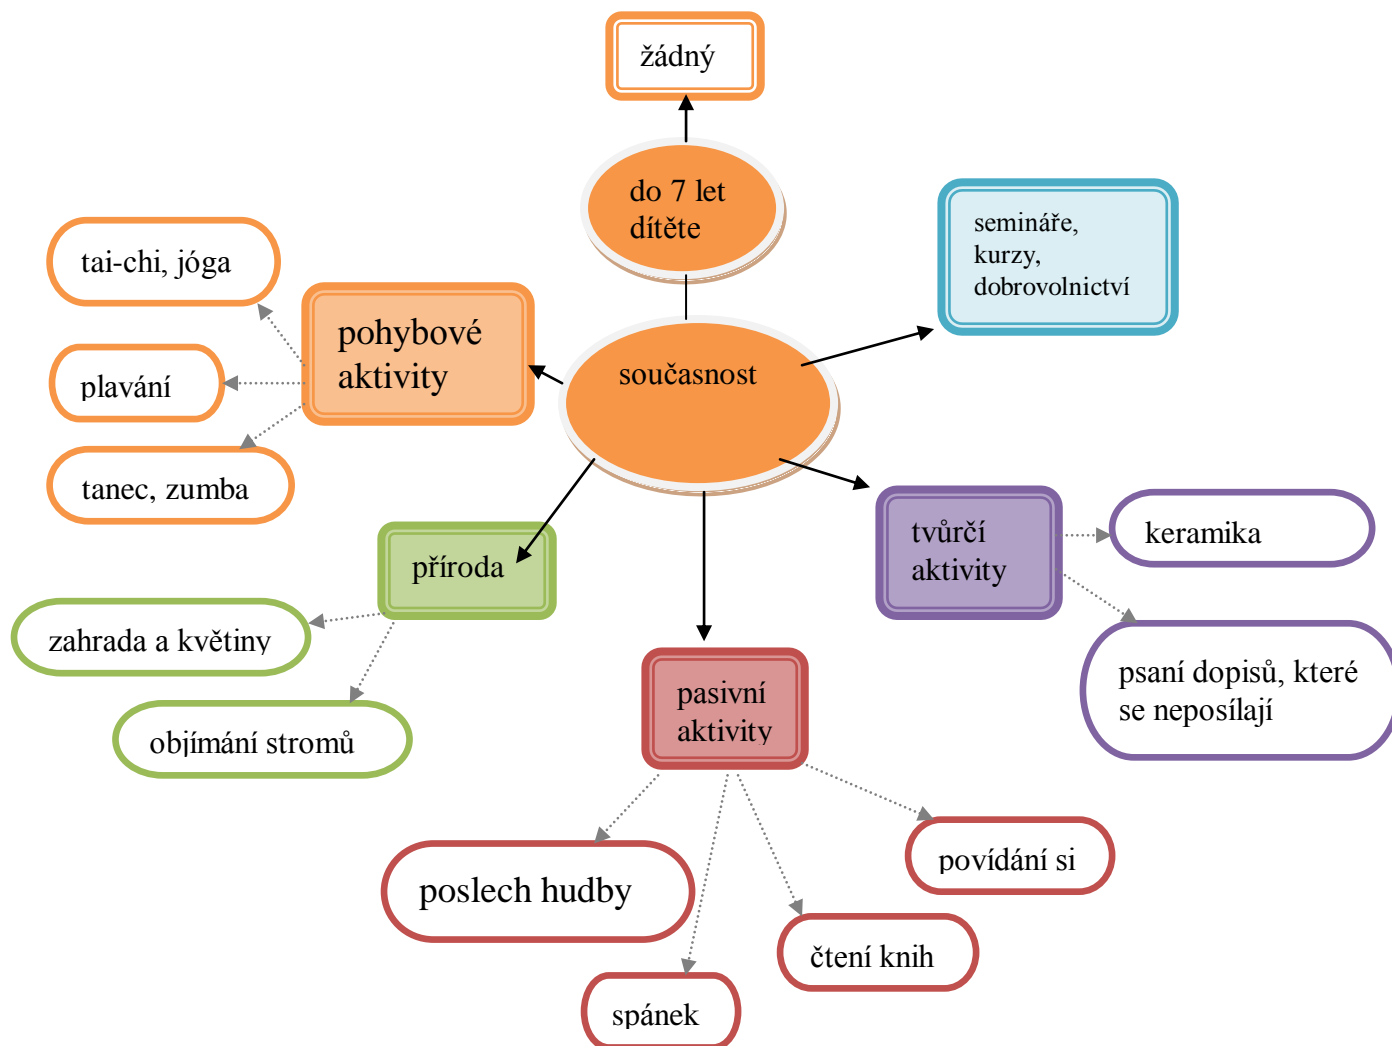 žádný
do 7 let
dítěte
semináře,
kurzy,
dobrovolnictví
tai-chi, jóga
pohybové
aktivity
současnost
plavání
tanec, zumba
tvůrčí
aktivity
keramika
příroda
zahrada a květiny
objímání stromů
psaní dopisů, které
se neposílají
pasivní
aktivity
povídání si
poslech hudby
čtení knih
spánek